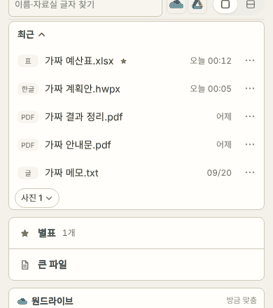 이름·자료실 글자 찾기
최근
표 가짜 예산표.xlsx ★ 오늘 00:12 ···
한글 가짜 계획안.hwpx 오늘 00:05 ···
PDF 가짜 결과 정리.pdf 어제 ···
PDF 가짜 안내문.pdf 어제 ···
글 가짜 메모.txt 09/20 ···
사진 1
★ 별표 1개
큰 파일
원드라이브 방금 맞춤